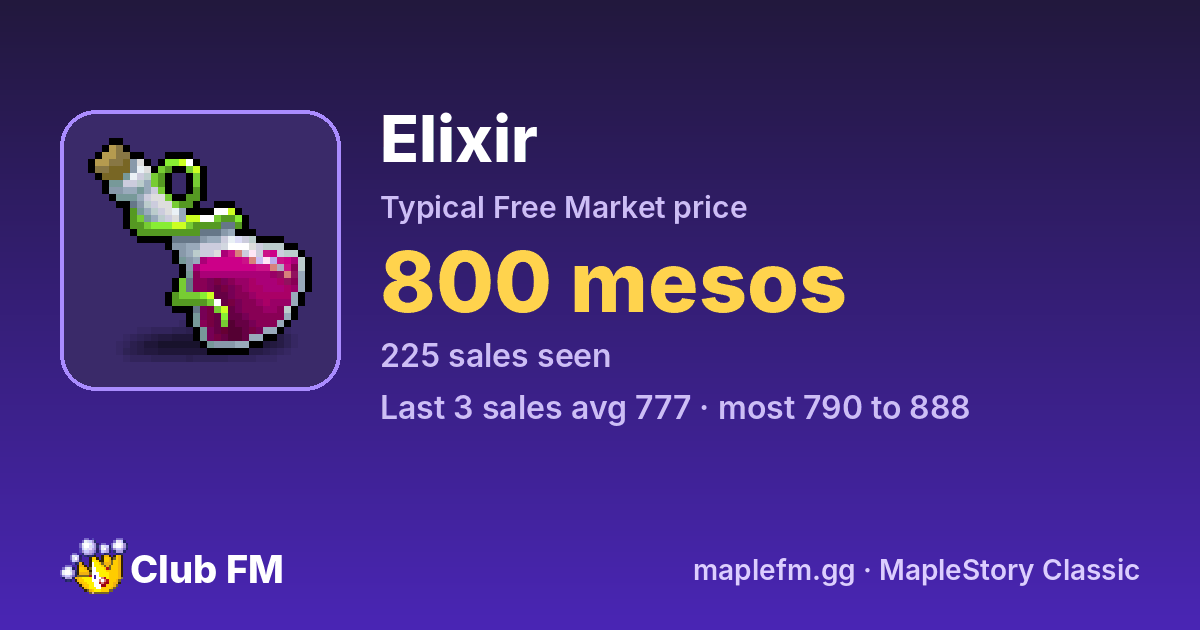 Elixir
Typical Free Market price
800 mesos
225 sales seen
Last 3 sales avg 777 · most 790 to 888
Club FM
maplefm.gg · MapleStory Classic